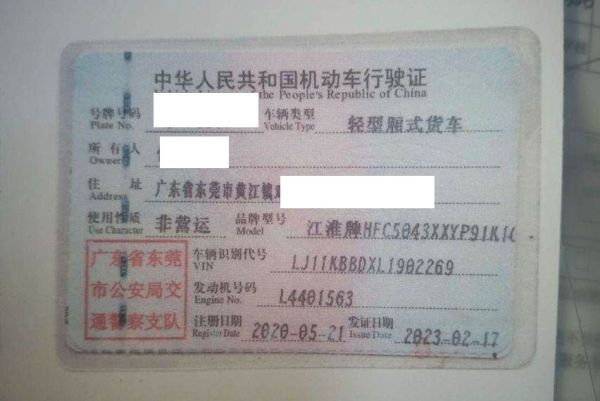 中华人民共和国机动车行驶证
the People's Republic of China
号牌号码 Plate No. 车辆类型 Vehicle Type 轻型厢式货车
所有人 Owner
住址 Address 广东省东莞市黄江镇
使用性质 Use Character 非营运 品牌型号 Model 江淮牌HFC5043XXYP91K1C
广东省东莞
市公安局交
通警察支队
车辆识别代号 VIN LJ11KBBDXL1902269
发动机号码 Engine No. L4401563
注册日期 Register Date 2020-05-21 发证日期 Issue Date 2023-02-17